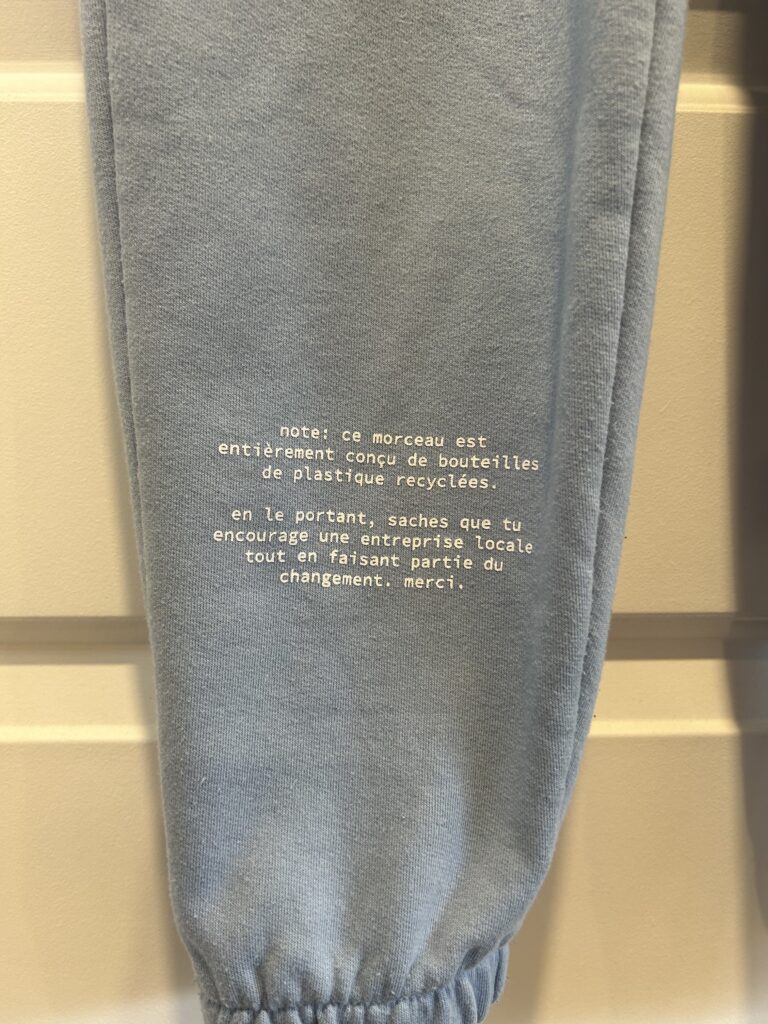 note: ce morceau est
entièrement conçu de bouteilles
de plastique recyclées.
en le portant, saches que tu
encourage une entreprise locale
tout en faisant partie du
changement. merci.